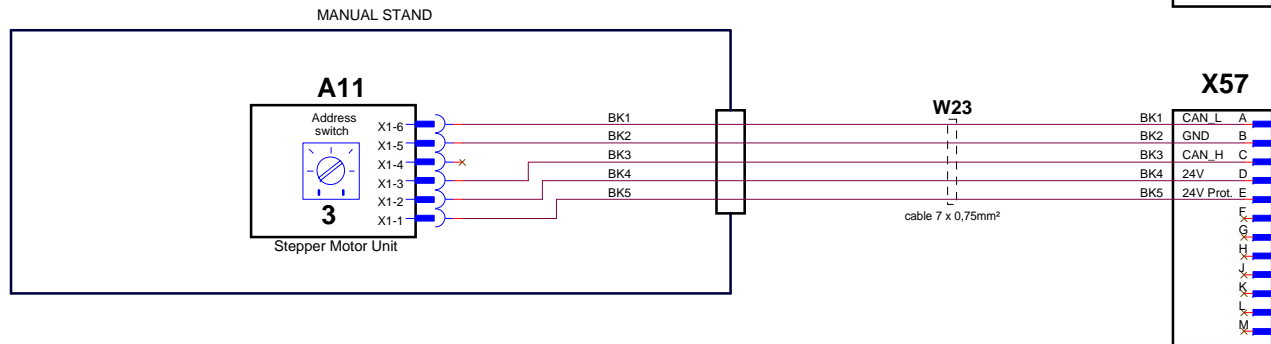 MANUAL STAND
A11
Address
switch
3
X1-6
X1-5
X1-4
X1-3
X1-2
X1-1
Stepper Motor Unit
BK1
BK2
BK3
BK4
BK5
W23
cable 7 x 0,75mm²
X57
BK1 CAN_L A
BK2 GND B
BK3 CAN_H C
BK4 24V D
BK5 24V Prot. E
F
G
H
J
K
L
M